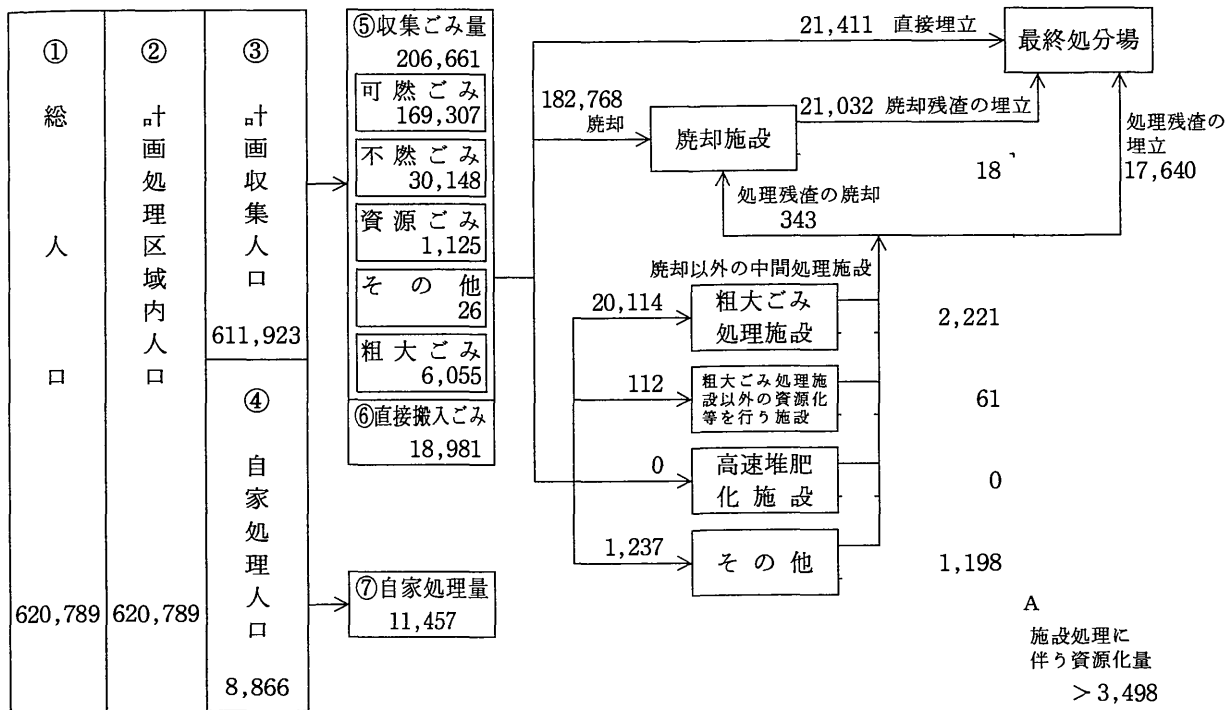 ①
総人口
620,789
②
計画処理区域内人口
620,789
③
計画収集人口
611,923
④
自家処理人口
8,866
⑤収集ごみ量
206,661
可燃ごみ
169,307
不燃ごみ
30,148
資源ごみ
1,125
その他
26
粗大ごみ
6,055
⑥直接搬入ごみ
18,981
⑦自家処理量
11,457
21,411 直接埋立
最終処分場
182,768
廃却
廃却施設
21,032 廃却残渣の埋立
18
処理残渣の
埋立
17,640
処理残渣の廃却
343
廃却以外の中間処理施設
20,114
粗大ごみ
処理施設
2,221
112
粗大ごみ処理施
設以外の資源化
等を行う施設
61
0
高速堆肥
化施設
0
1,237
その他
1,198
A
施設処理に
伴う資源化量
>3,498